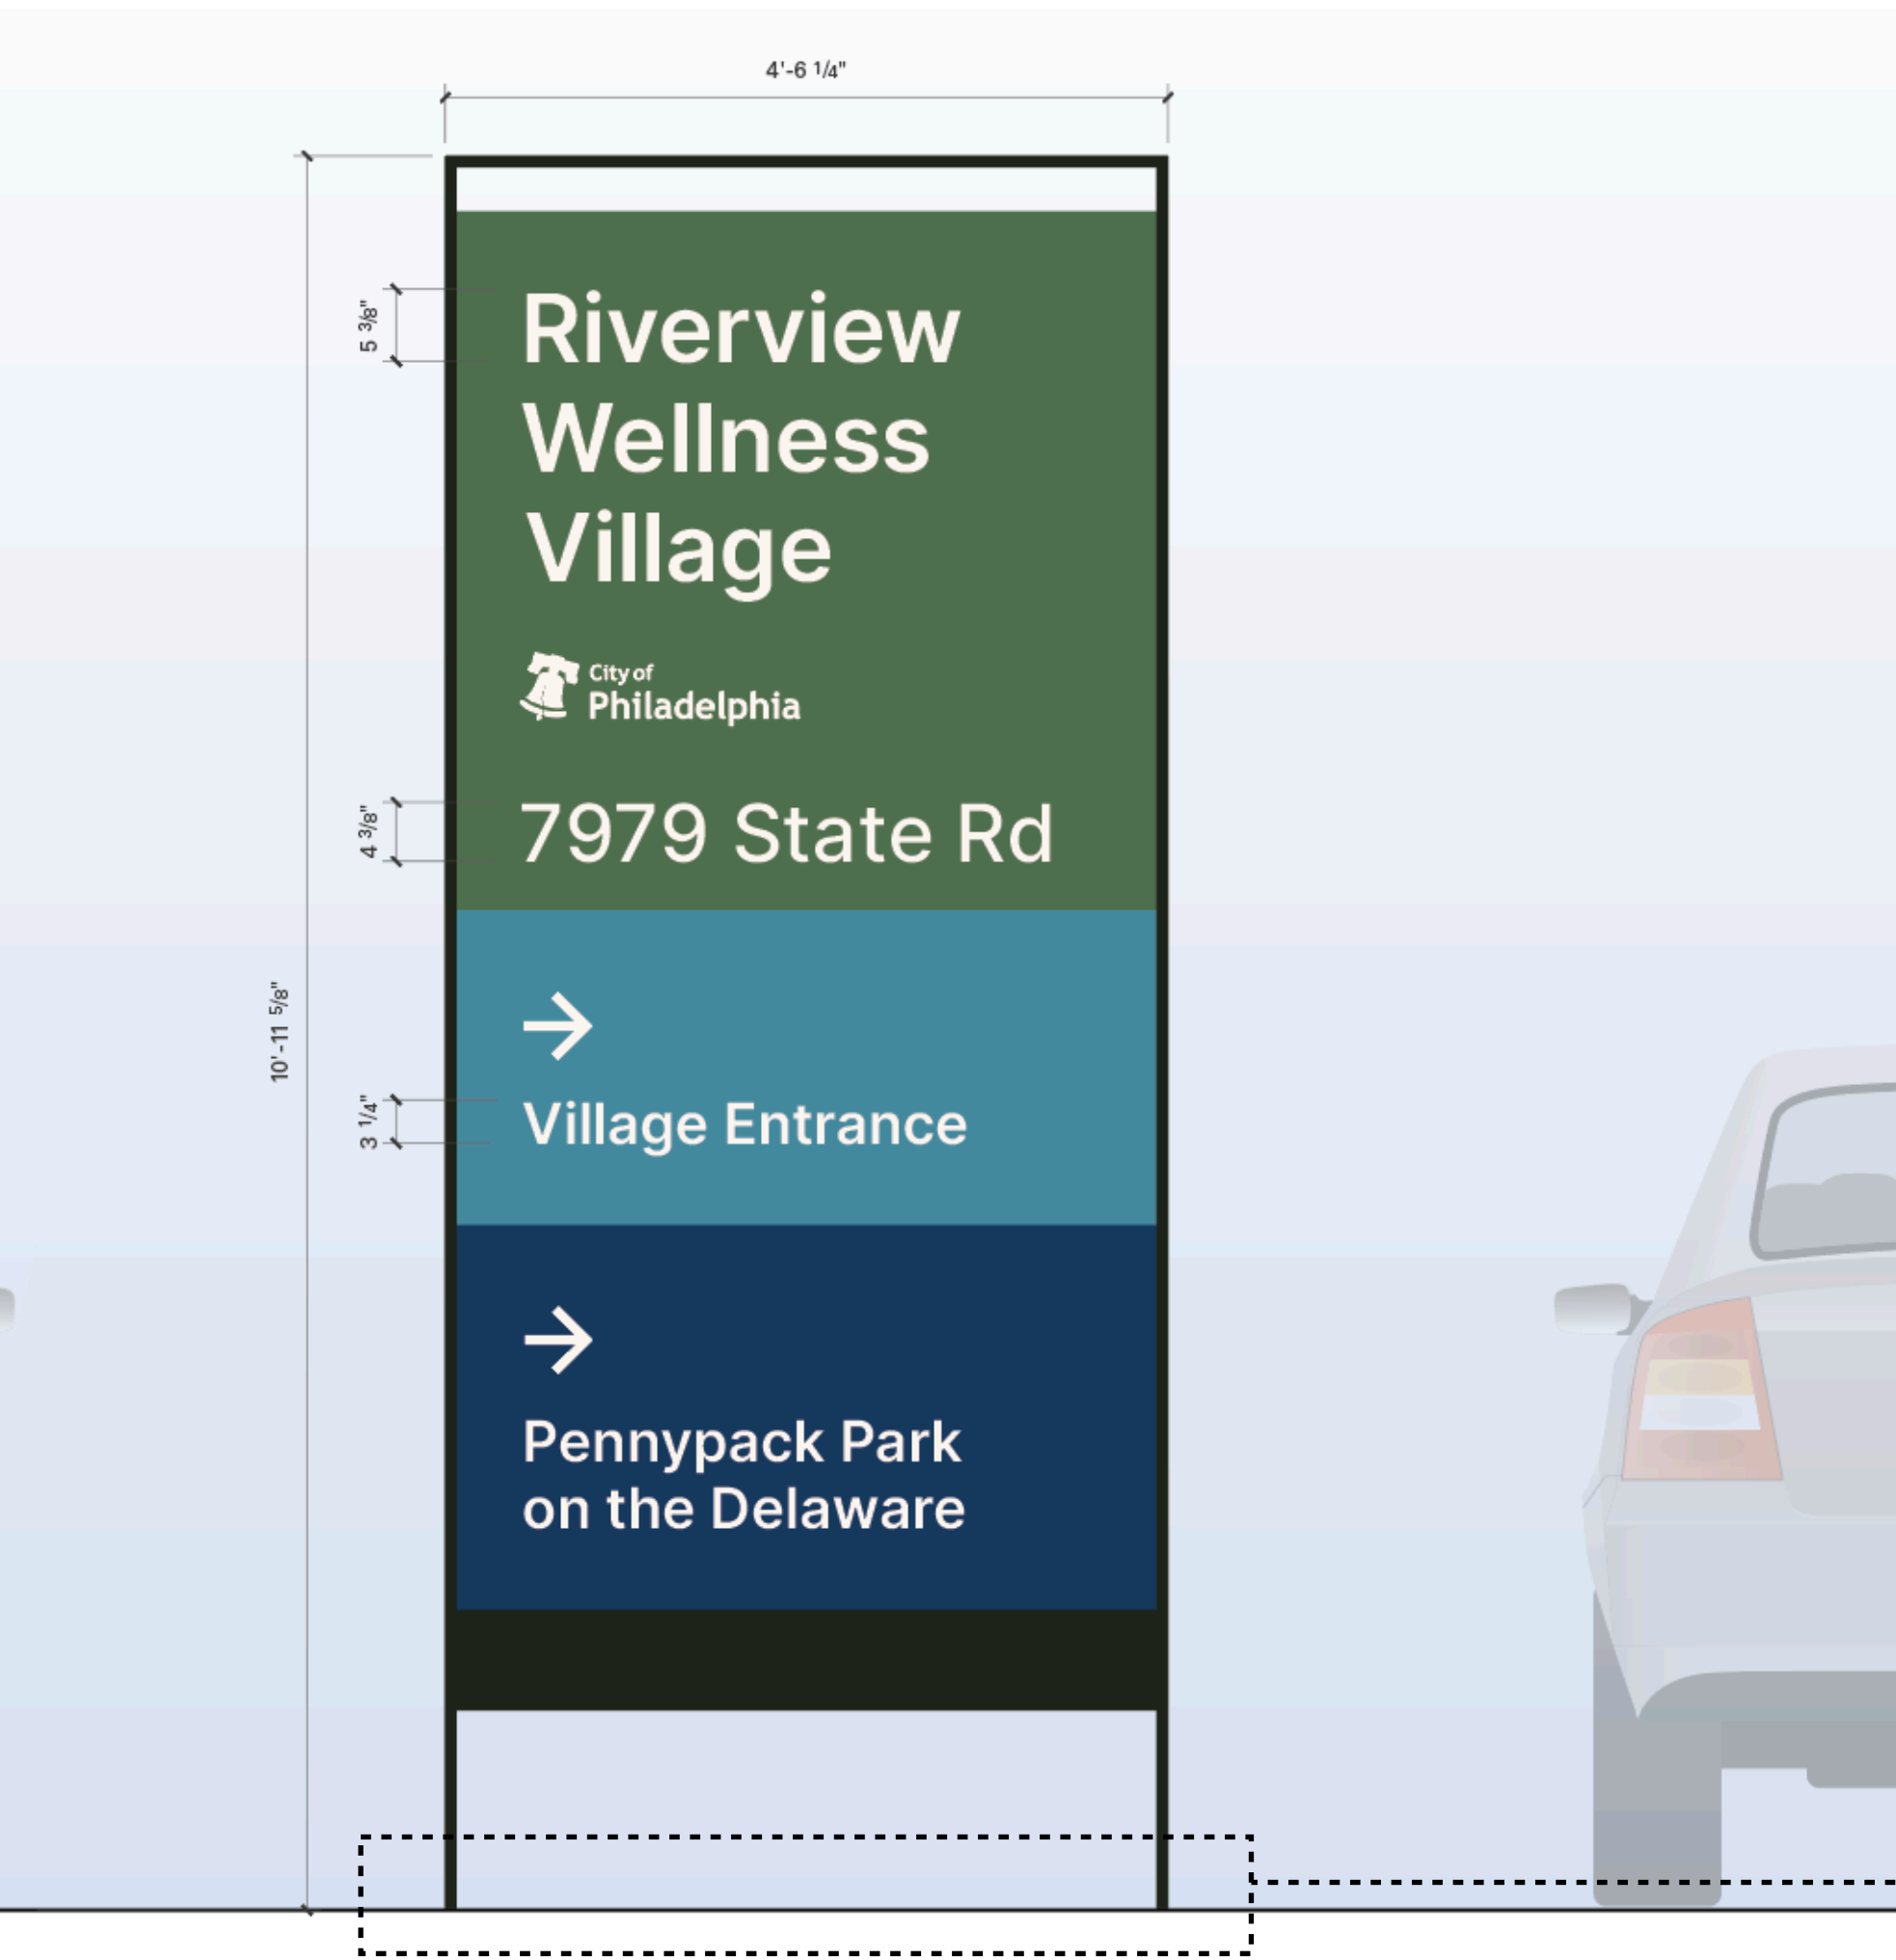 4'-6 1/4"
5 3/8"
Riverview
Wellness
Village
City of
Philadelphia
4 3/8"
7979 State Rd
10'-11 5/8"
3 1/4"
Village Entrance
Pennypack Park
on the Delaware